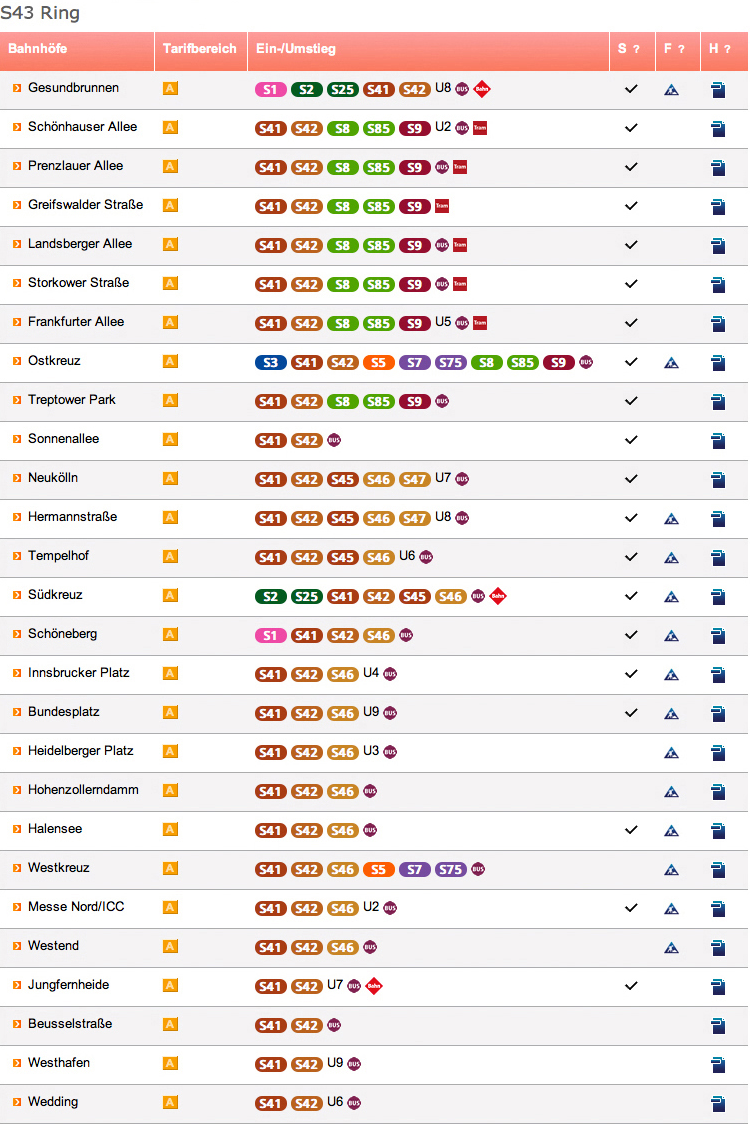 S43 Ring
Bahnhöfe Tarifbereich Ein-/Umstieg S ? F ? H ?
Gesundbrunnen A S1 S2 S25 S41 S42 U8 BUS Bahn
Schönhauser Allee A S41 S42 S8 S85 S9 U2 BUS Tram
Prenzlauer Allee A S41 S42 S8 S85 S9 BUS Tram
Greifswalder Straße A S41 S42 S8 S85 S9 Tram
Landsberger Allee A S41 S42 S8 S85 S9 BUS Tram
Storkower Straße A S41 S42 S8 S85 S9 BUS Tram
Frankfurter Allee A S41 S42 S8 S85 S9 U5 BUS Tram
Ostkreuz A S3 S41 S42 S5 S7 S75 S8 S85 S9 BUS
Treptower Park A S41 S42 S8 S85 S9 BUS
Sonnenallee A S41 S42 BUS
Neukölln A S41 S42 S45 S46 S47 U7 BUS
Hermannstraße A S41 S42 S45 S46 S47 U8 BUS
Tempelhof A S41 S42 S45 S46 U6 BUS
Südkreuz A S2 S25 S41 S42 S45 S46 BUS Bahn
Schöneberg A S1 S41 S42 S46 BUS
Innsbrucker Platz A S41 S42 S46 U4 BUS
Bundesplatz A S41 S42 S46 U9 BUS
Heidelberger Platz A S41 S42 S46 U3 BUS
Hohenzollerndamm A S41 S42 S46 BUS
Halensee A S41 S42 S46 BUS
Westkreuz A S41 S42 S46 S5 S7 S75 BUS
Messe Nord/ICC A S41 S42 S46 U2 BUS
Westend A S41 S42 S46 BUS
Jungfernheide A S41 S42 U7 BUS Bahn
Beusselstraße A S41 S42 BUS
Westhafen A S41 S42 U9 BUS
Wedding A S41 S42 U6 BUS